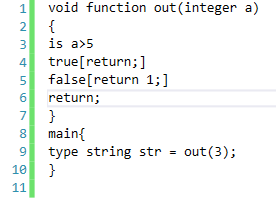 1 void function out(integer a)
2 {
3 is a>5
4 true[return;]
5 false[return 1;]
6 return;
7 }
8 main{
9 type string str = out(3);
10 }
11